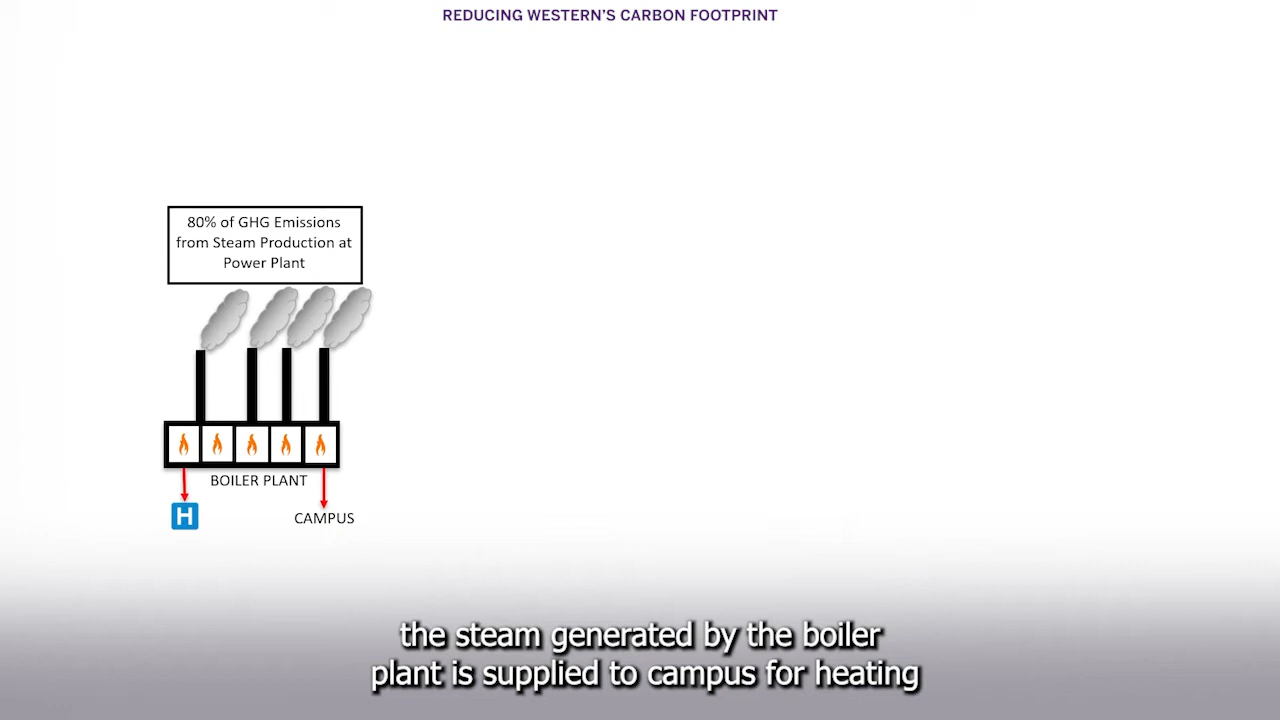 REDUCING WESTERN'S CARBON FOOTPRINT
80% of GHG Emissions
from Steam Production at
Power Plant
BOILER PLANT
H
CAMPUS
the steam generated by the boiler
plant is supplied to campus for heating